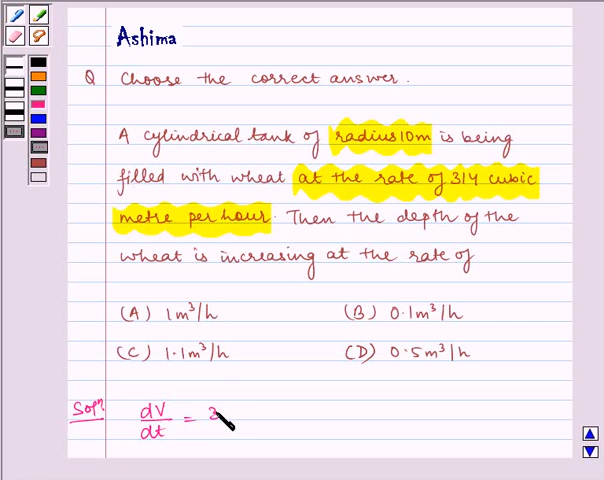 Ashima
Q Choose the correct answer.
A cylindrical tank of radius 10m is being
filled with wheat at the rate of 314 cubic
metre per hour. Then the depth of the
wheat is increasing at the rate of
(A) 1m³/h (B) 0.1m³/h
(C) 1.1m³/h (D) 0.5m³/h
Solⁿ dV/dt =